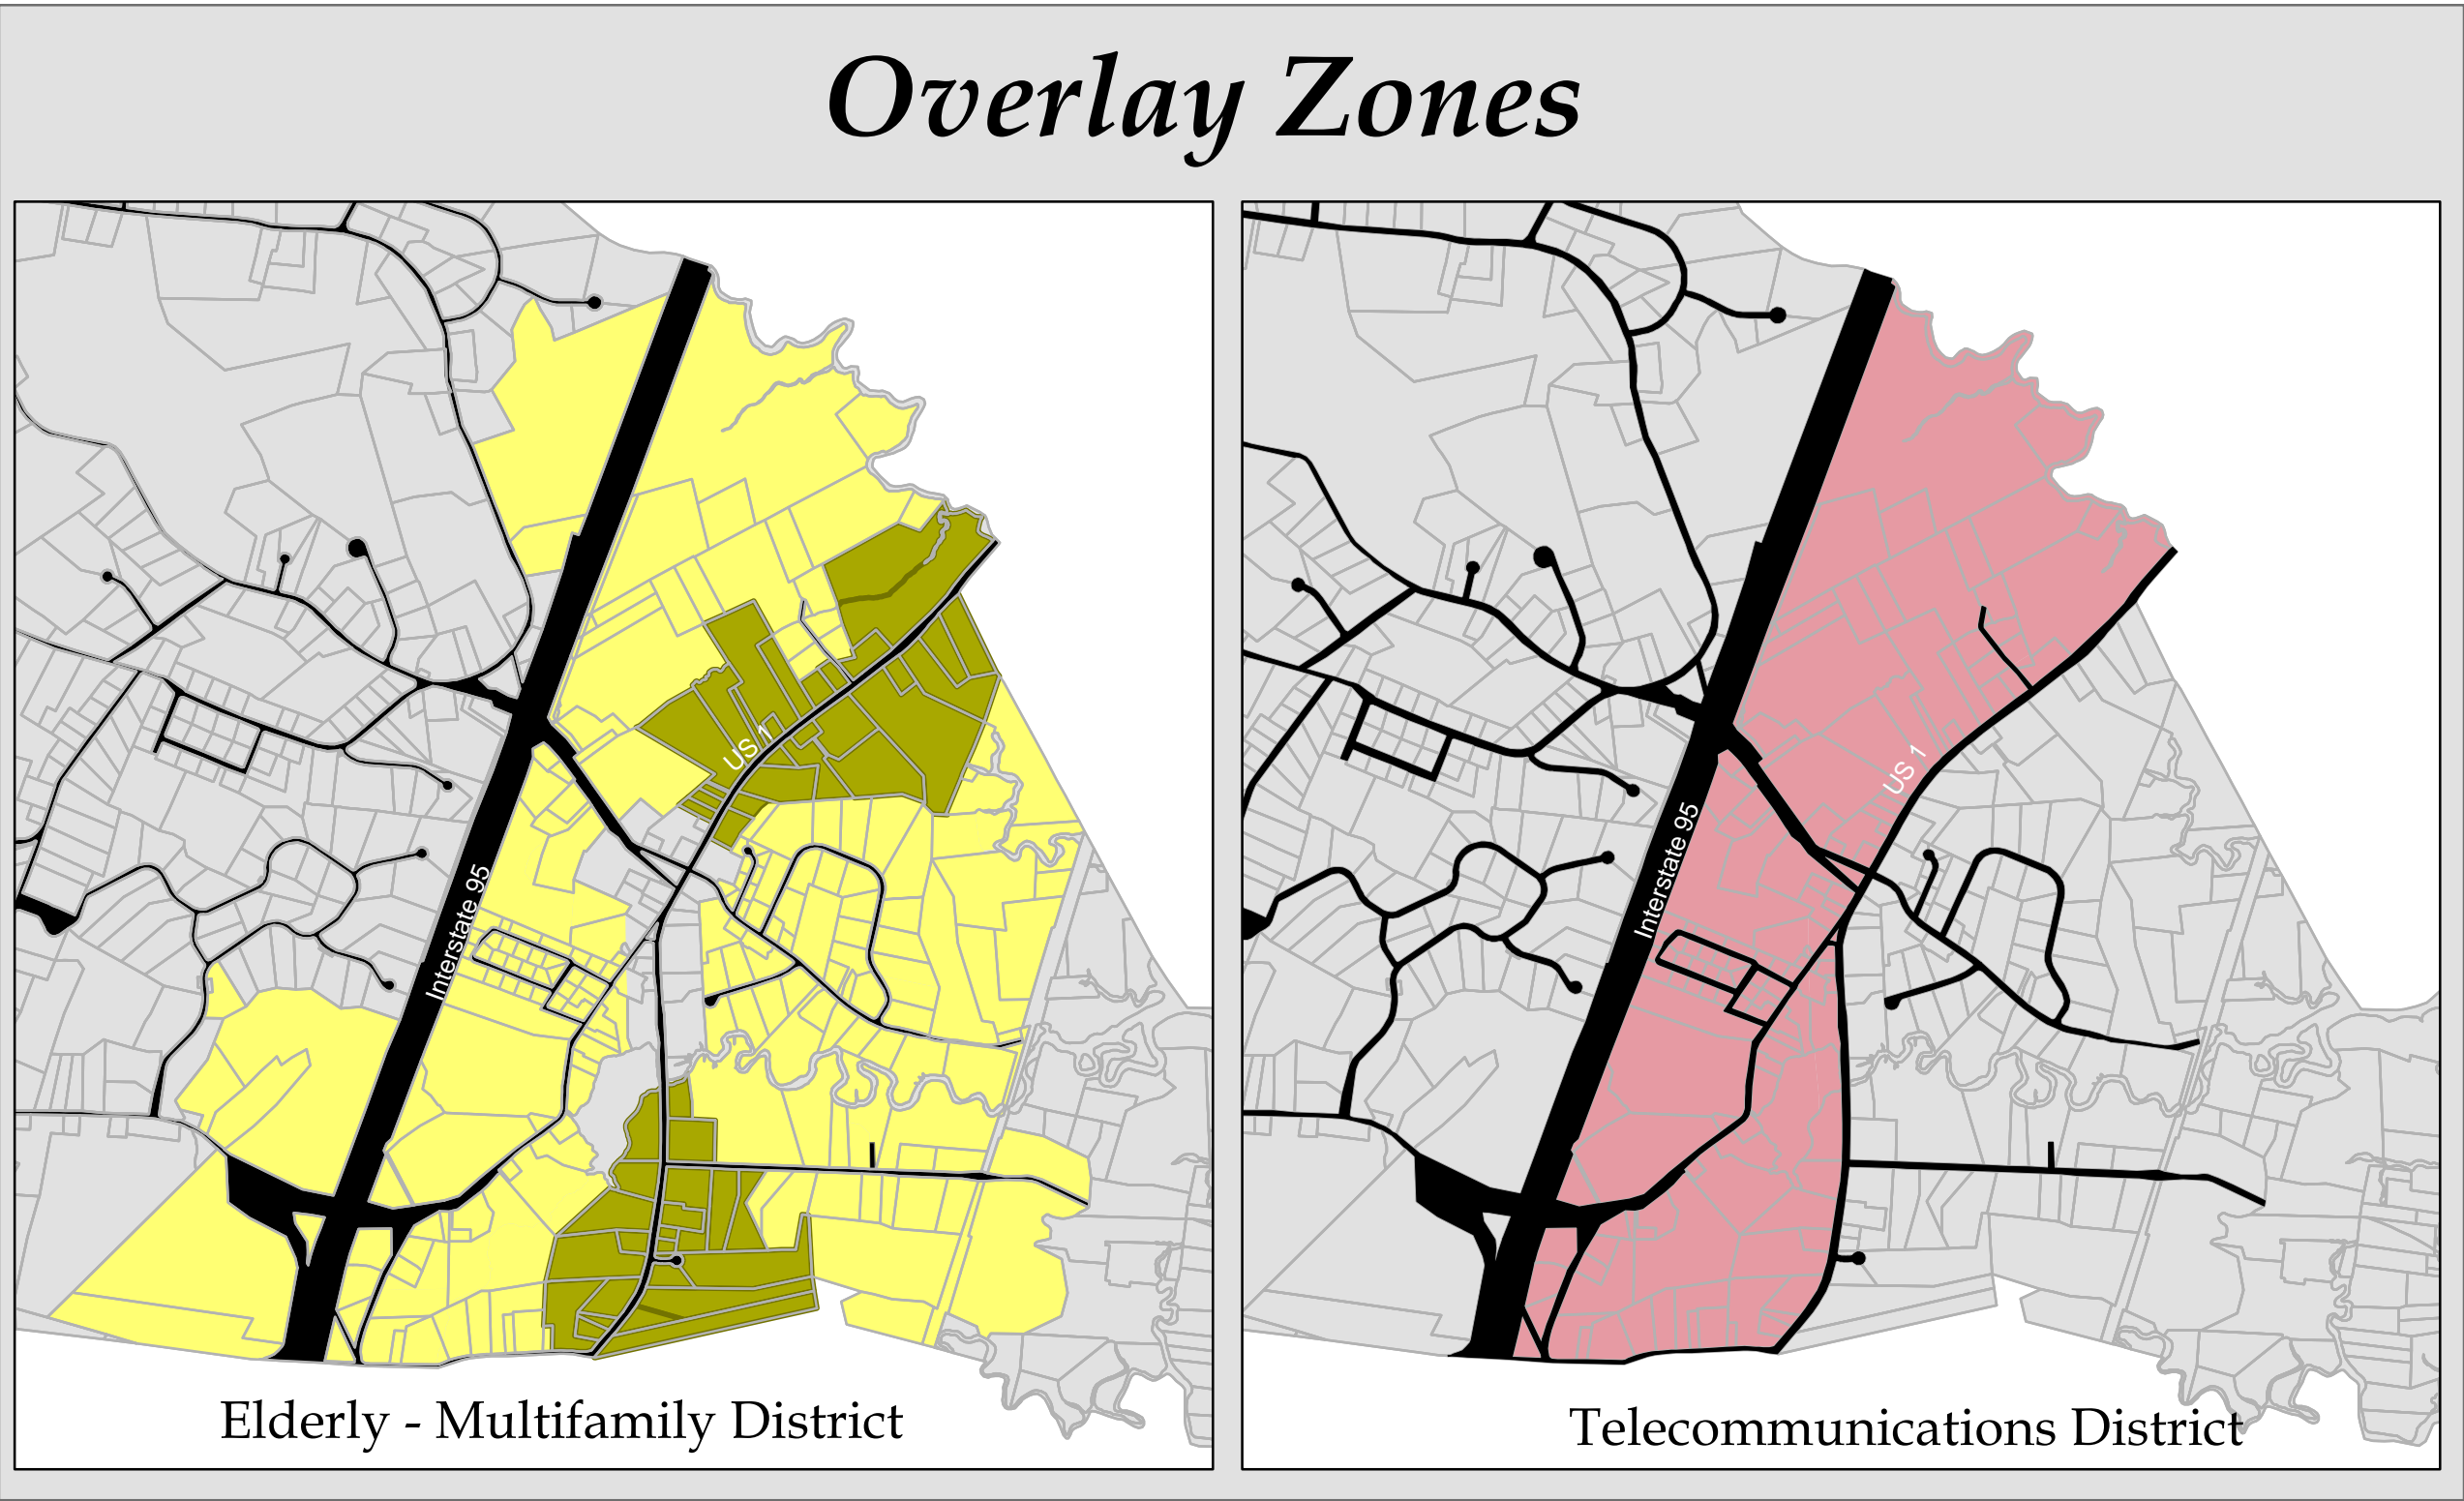 Overlay Zones
US 1
Interstate 95
Elderly - Multifamily District
US 1
Interstate 95
Telecommunications District